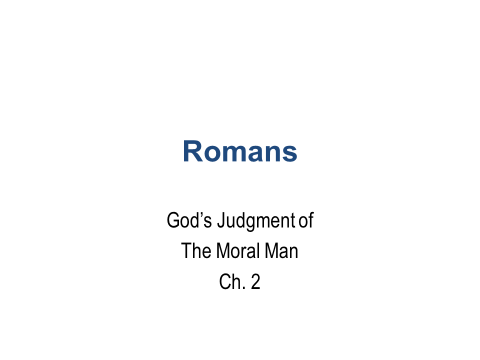 Romans
God’s Judgment of
The Moral Man
Ch. 2